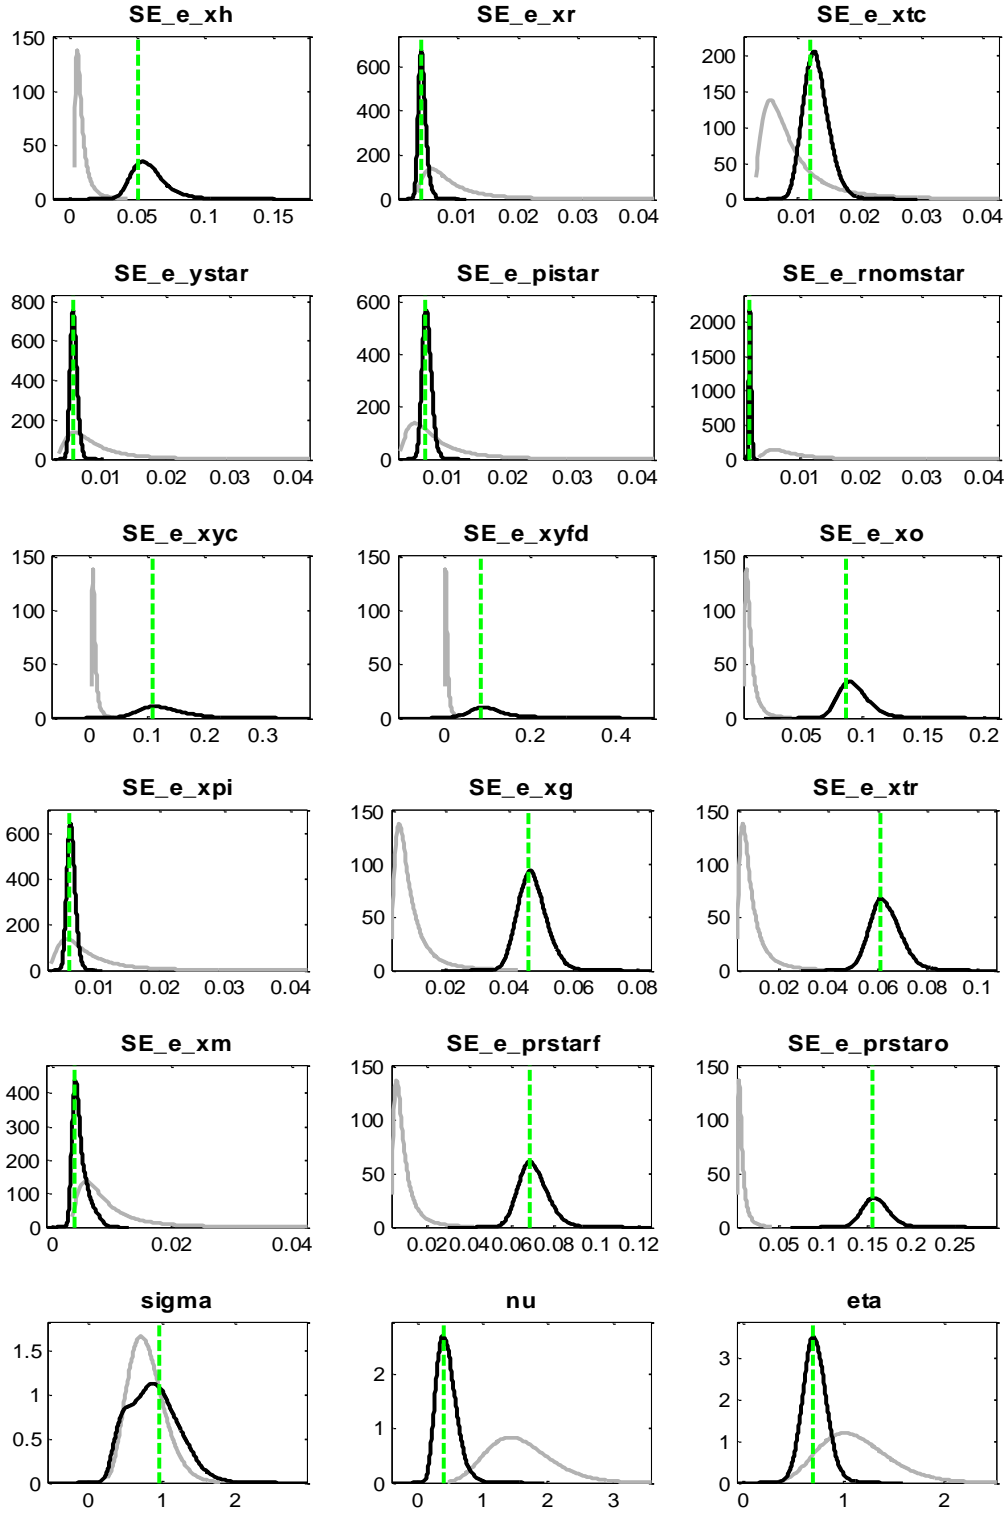 SE_e_xh SE_e_xr SE_e_xtc
150 100 50 0
0 0.05 0.1 0.15
600 400 200 0
0.01 0.02 0.03 0.04
200 150 100 50 0
0.01 0.02 0.03 0.04
SE_e_ystar SE_e_pistar SE_e_rnomstar
800 600 400 200 0
0.01 0.02 0.03 0.04
600 400 200 0
0.01 0.02 0.03 0.04
2000 1500 1000 500 0
0.01 0.02 0.03 0.04
SE_e_xyc SE_e_xyfd SE_e_xo
150 100 50 0
0 0.1 0.2 0.3
150 100 50 0
0 0.2 0.4
150 100 50 0
0.05 0.1 0.15 0.2
SE_e_xpi SE_e_xg SE_e_xtr
600 400 200 0
0.01 0.02 0.03 0.04
150 100 50 0
0.02 0.04 0.06 0.08
150 100 50 0
0.02 0.04 0.06 0.08 0.1
SE_e_xm SE_e_prstarf SE_e_prstaro
400 300 200 100 0
0 0.02 0.04
150 100 50 0
0.02 0.04 0.06 0.08 0.1 0.12
150 100 50 0
0.05 0.1 0.15 0.2 0.25
sigma nu eta
1.5 1 0.5 0
0 1 2
2 1 0
0 1 2 3
3 2 1 0
0 1 2